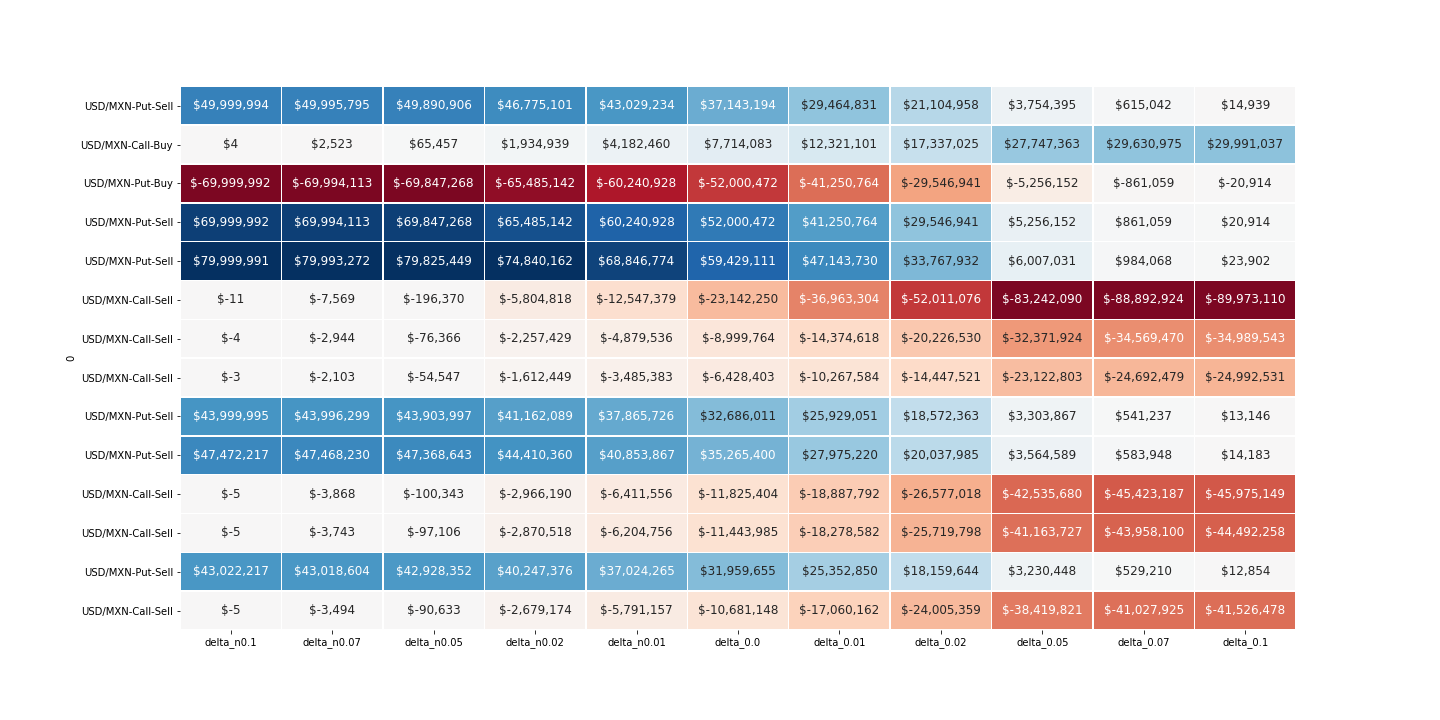 USD/MXN-Put-Sell $49,999,994 $49,995,795 $49,890,906 $46,775,101 $43,029,234 $37,143,194 $29,464,831 $21,104,958 $3,754,395 $615,042 $14,939
USD/MXN-Call-Buy $4 $2,523 $65,457 $1,934,939 $4,182,460 $7,714,083 $12,321,101 $17,337,025 $27,747,363 $29,630,975 $29,991,037
USD/MXN-Put-Buy $-69,999,992 $-69,994,113 $-69,847,268 $-65,485,142 $-60,240,928 $-52,000,472 $-41,250,764 $-29,546,941 $-5,256,152 $-861,059 $-20,914
USD/MXN-Put-Sell $69,999,992 $69,994,113 $69,847,268 $65,485,142 $60,240,928 $52,000,472 $41,250,764 $29,546,941 $5,256,152 $861,059 $20,914
USD/MXN-Put-Sell $79,999,991 $79,993,272 $79,825,449 $74,840,162 $68,846,774 $59,429,111 $47,143,730 $33,767,932 $6,007,031 $984,068 $23,902
USD/MXN-Call-Sell $-11 $-7,569 $-196,370 $-5,804,818 $-12,547,379 $-23,142,250 $-36,963,304 $-52,011,076 $-83,242,090 $-88,892,924 $-89,973,110
USD/MXN-Call-Sell $-4 $-2,944 $-76,366 $-2,257,429 $-4,879,536 $-8,999,764 $-14,374,618 $-20,226,530 $-32,371,924 $-34,569,470 $-34,989,543
0
USD/MXN-Call-Sell $-3 $-2,103 $-54,547 $-1,612,449 $-3,485,383 $-6,428,403 $-10,267,584 $-14,447,521 $-23,122,803 $-24,692,479 $-24,992,531
USD/MXN-Put-Sell $43,999,995 $43,996,299 $43,903,997 $41,162,089 $37,865,726 $32,686,011 $25,929,051 $18,572,363 $3,303,867 $541,237 $13,146
USD/MXN-Put-Sell $47,472,217 $47,468,230 $47,368,643 $44,410,360 $40,853,867 $35,265,400 $27,975,220 $20,037,985 $3,564,589 $583,948 $14,183
USD/MXN-Call-Sell $-5 $-3,868 $-100,343 $-2,966,190 $-6,411,556 $-11,825,404 $-18,887,792 $-26,577,018 $-42,535,680 $-45,423,187 $-45,975,149
USD/MXN-Call-Sell $-5 $-3,743 $-97,106 $-2,870,518 $-6,204,756 $-11,443,985 $-18,278,582 $-25,719,798 $-41,163,727 $-43,958,100 $-44,492,258
USD/MXN-Put-Sell $43,022,217 $43,018,604 $42,928,352 $40,247,376 $37,024,265 $31,959,655 $25,352,850 $18,159,644 $3,230,448 $529,210 $12,854
USD/MXN-Call-Sell $-5 $-3,494 $-90,633 $-2,679,174 $-5,791,157 $-10,681,148 $-17,060,162 $-24,005,359 $-38,419,821 $-41,027,925 $-41,526,478
delta_n0.1 delta_n0.07 delta_n0.05 delta_n0.02 delta_n0.01 delta_0.0 delta_0.01 delta_0.02 delta_0.05 delta_0.07 delta_0.1